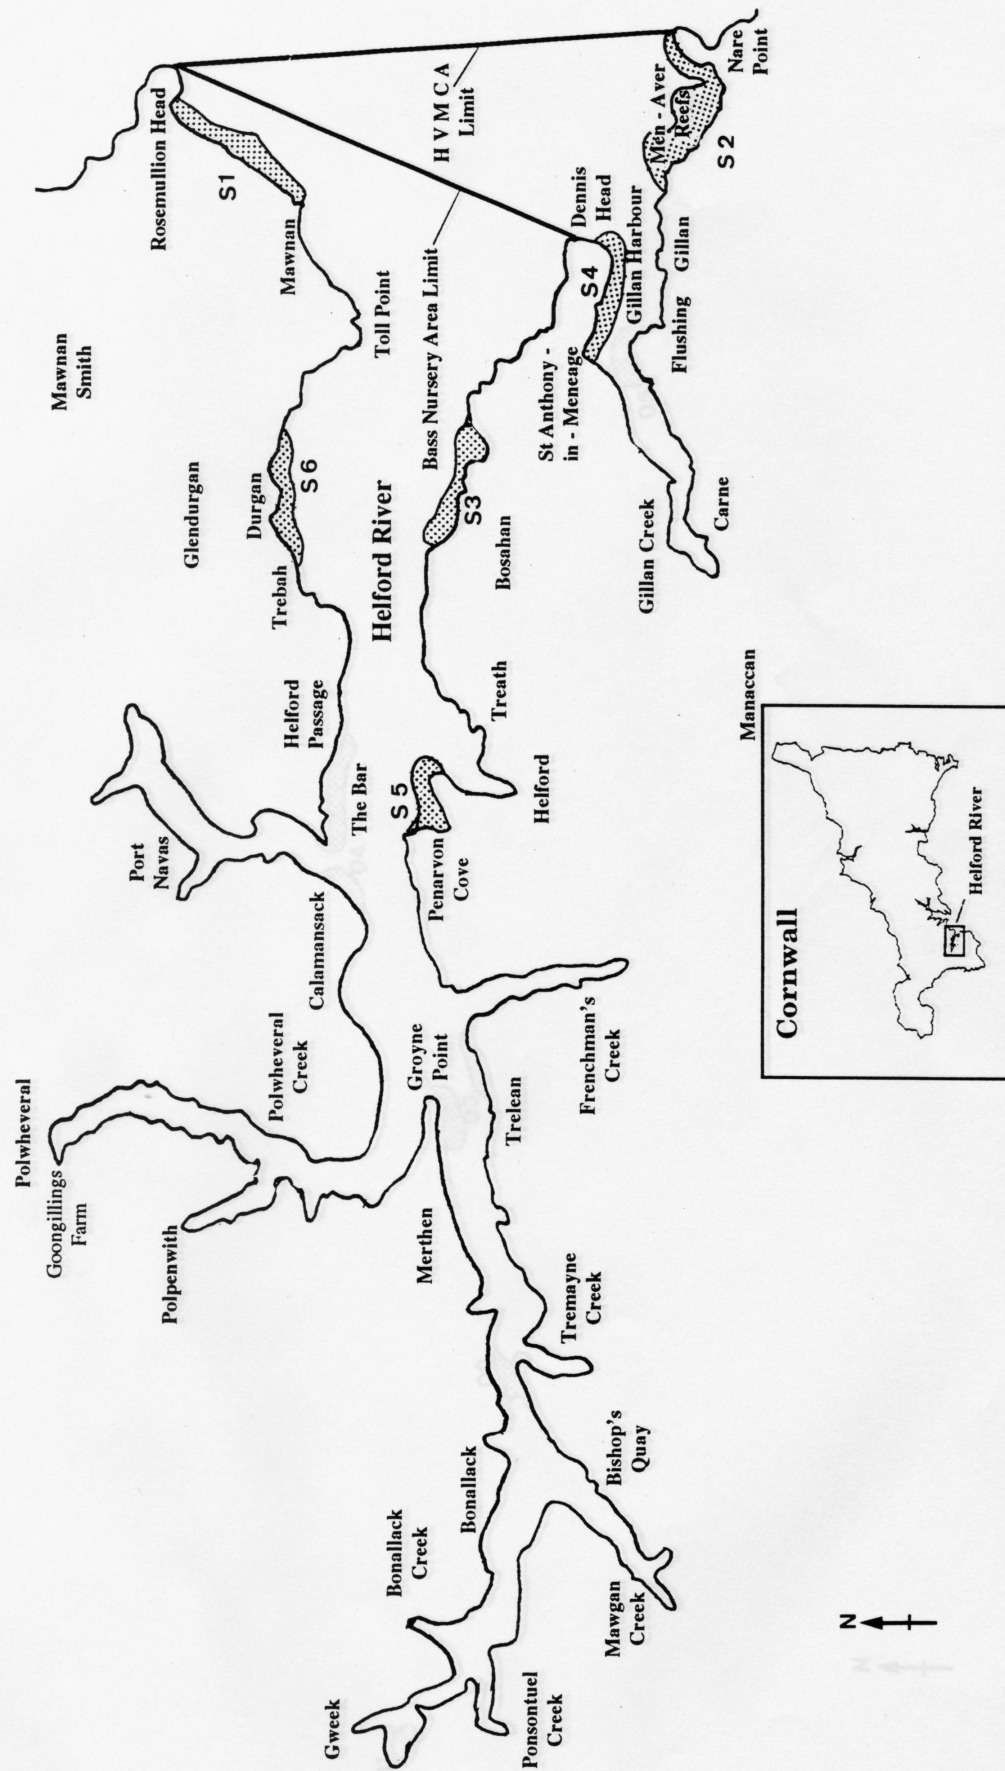 Polwheveral
Goongillings
Farm
Polpenwith
Polwheveral
Creek
Port
Navas
Calamansack
Mawnan
Smith
Glendurgan
Durgan
Trebah
Helford
Passage
The Bar
Rosemullion Head
S1
Mawnan
Toll Point
S6
H V M C A
Limit
Bass Nursery Area Limit
Helford River
Gweek
Bonallack
Creek
Bonallack
Merthen
Groyne
Point
Penarvon
Cove
S 5
Helford
Treath
Bosahan
S3
St Anthony -
in - Meneage
S4
Dennis
Head
Gillan Harbour
Men - Aver
Reefs
S2
Nare
Point
Gillan
Flushing
Carne
Gillan Creek
Manaccan
Trelean
Frenchman's
Creek
Tremayne
Creek
Bishop's
Quay
Mawgan
Creek
Ponsontuel
Creek
N
Cornwall
Helford River